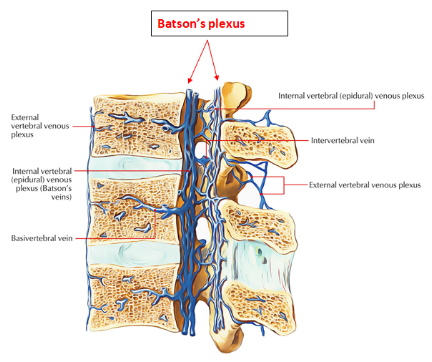 Batson's plexus
Internal vertebral (epidural) venous plexus
External
vertebral venous
plexus
Intervertebral vein
Internal vertebral
(epidural) venous
plexus (Batson's
veins)
External vertebral venous plexus
Basivertebral vein